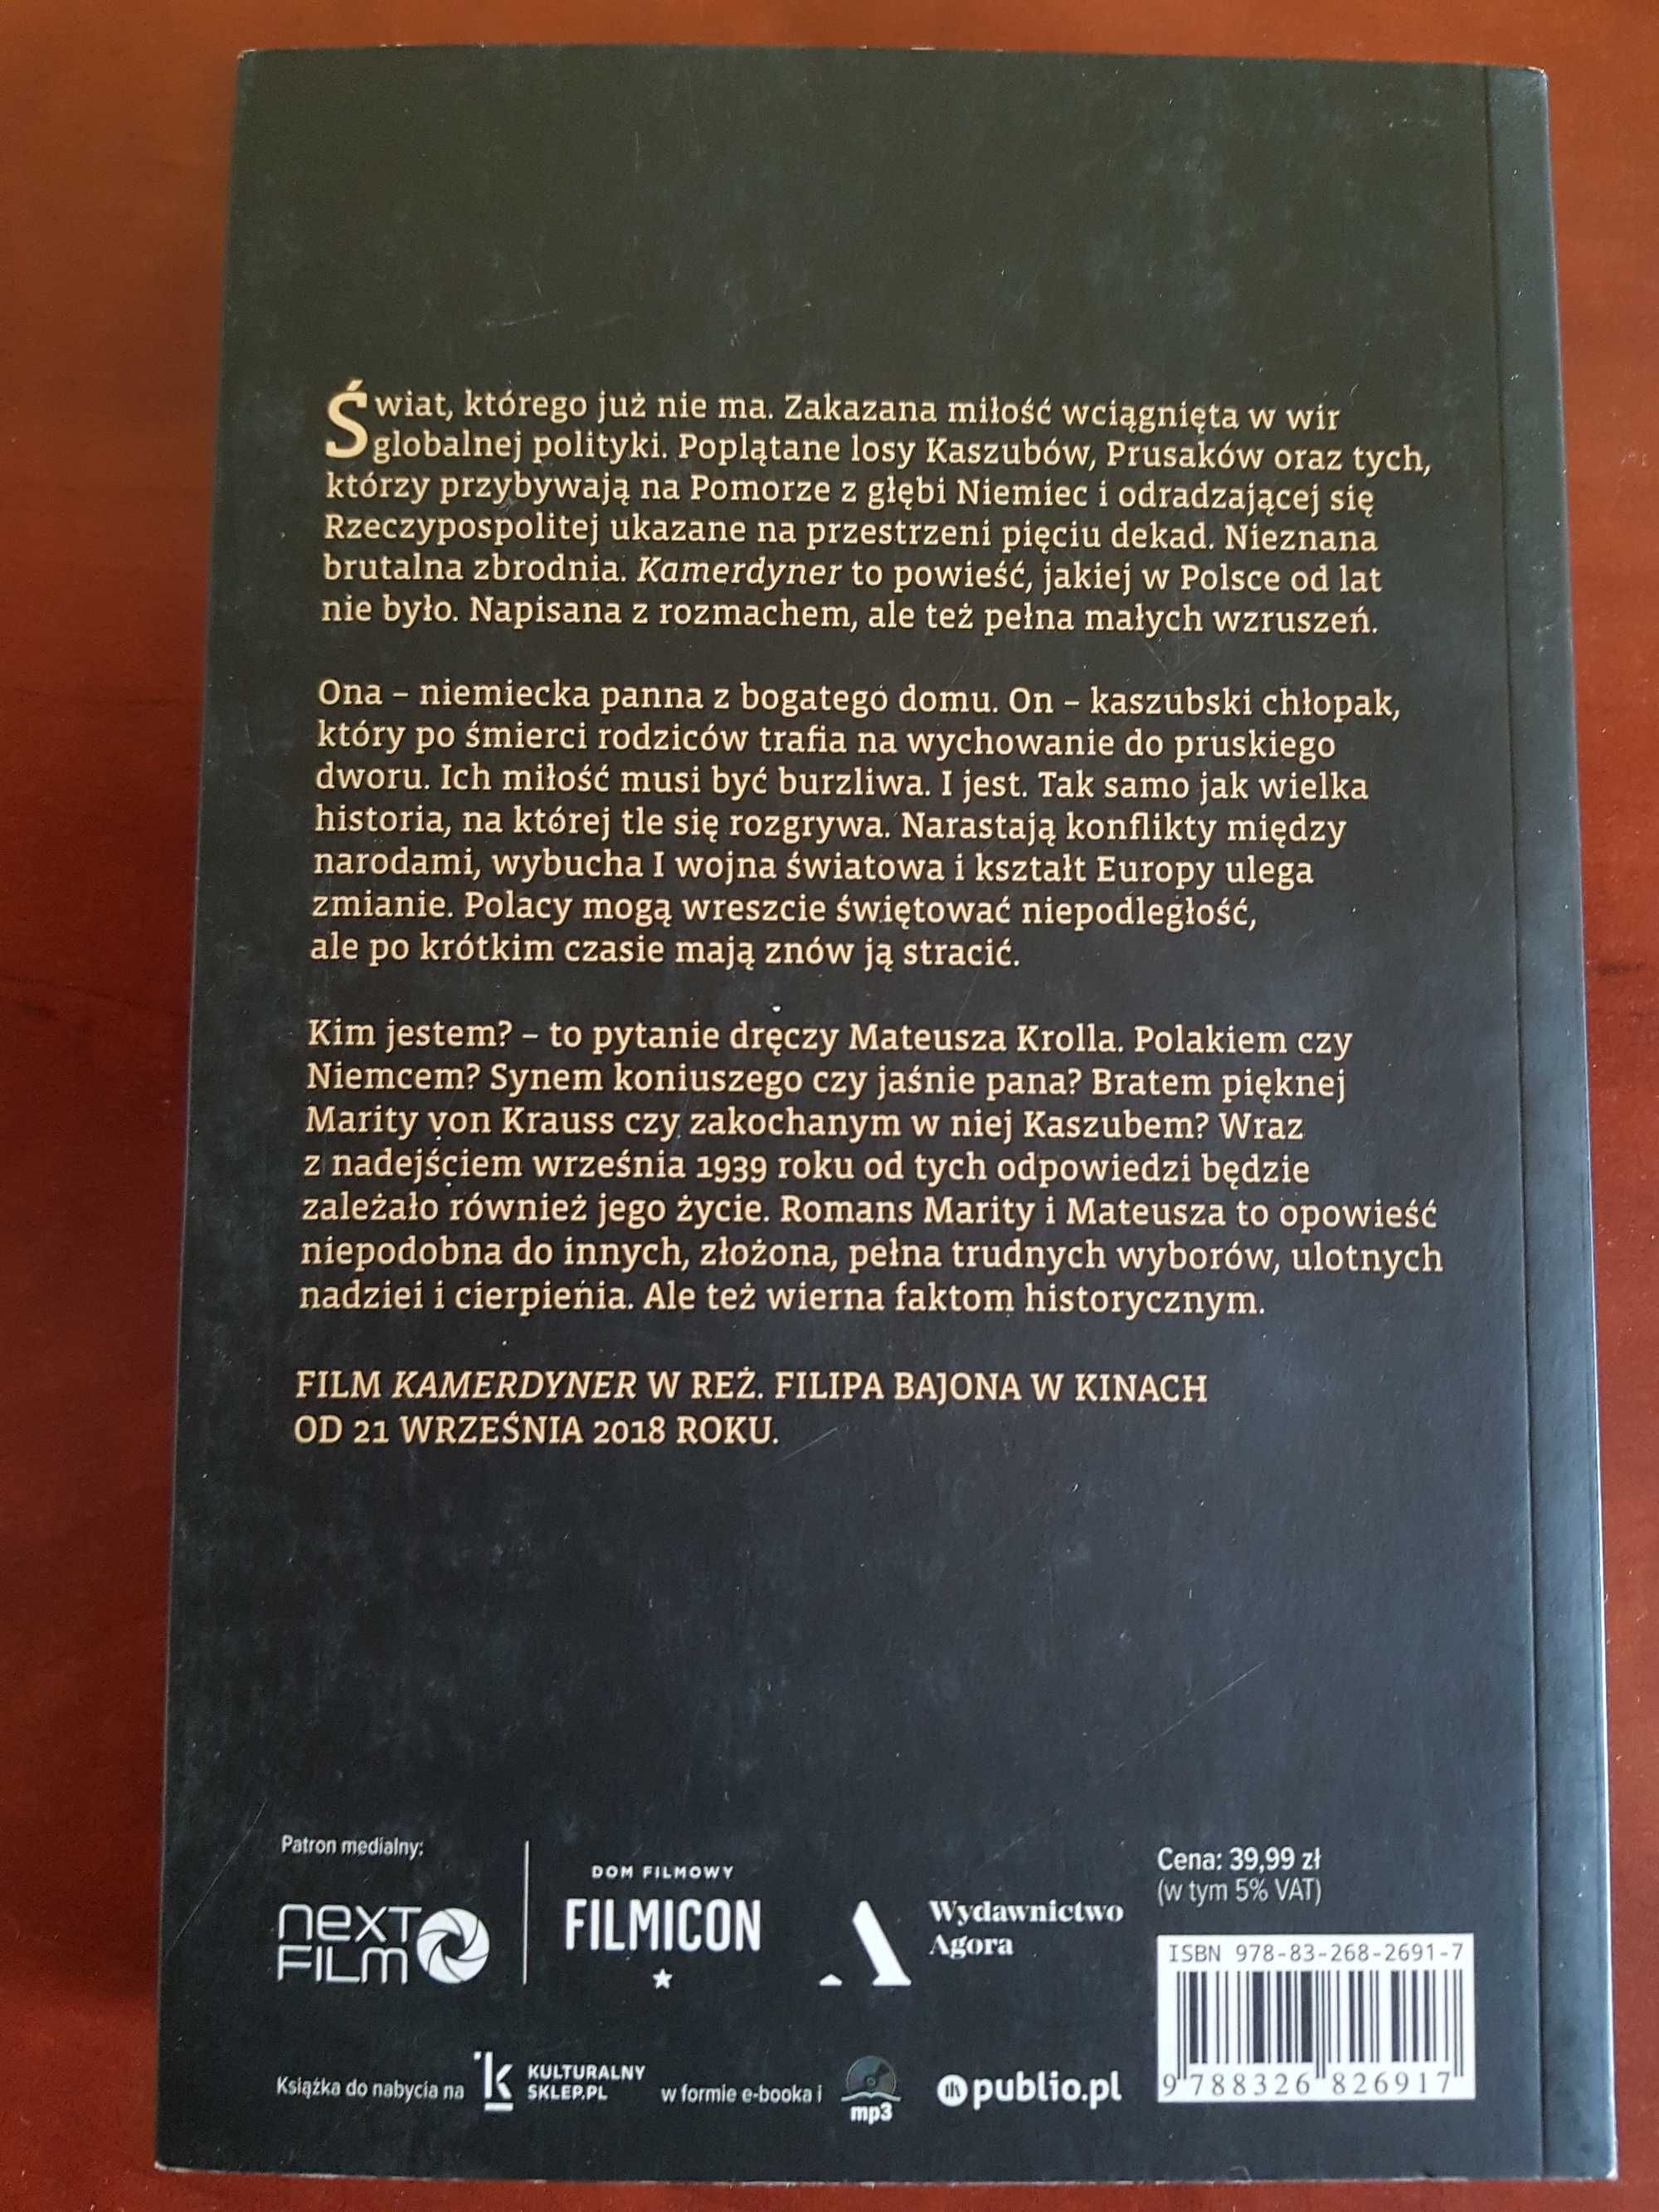 Świat, którego już nie ma. Zakazana miłość wciągnięta w wir
globalnej polityki. Poplątane losy Kaszubów, Prusaków oraz tych,
którzy przybywają na Pomorze z głębi Niemiec i odradzającej się
Rzeczypospolitej ukazane na przestrzeni pięciu dekad. Nieznana
brutalna zbrodnia. Kamerdyner to powieść, jakiej w Polsce od lat
nie było. Napisana z rozmachem, ale też pełna małych wzruszeń.
Ona – niemiecka panna z bogatego domu. On – kaszubski chłopak,
który po śmierci rodziców trafia na wychowanie do pruskiego
dworu. Ich miłość musi być burzliwa. I jest. Tak samo jak wielka
historia, na której tle się rozgrywa. Narastają konflikty między
narodami, wybucha I wojna światowa i kształt Europy ulega
zmianie. Polacy mogą wreszcie świętować niepodległość,
ale po krótkim czasie mają znów ją stracić.
Kim jestem? – to pytanie dręczy Mateusza Krolla. Polakiem czy
Niemcem? Synem koniuszego czy jaśnie pana? Bratem pięknej
Marity von Krauss czy zakochanym w niej Kaszubem? Wraz
z nadejściem września 1939 roku od tych odpowiedzi będzie
zależało również jego życie. Romans Marity i Mateusza to opowieść
niepodobna do innych, złożona, pełna trudnych wyborów, ulotnych
nadziei i cierpienia. Ale też wierna faktom historycznym.
FILM KAMERDYNER W REŻ. FILIPA BAJONA W KINACH
OD 21 WRZEŚNIA 2018 ROKU.
Patron medialny:
NEXT
FILM
DOM FILMOWY
FILMICON
Wydawnictwo
Agora
Cena: 39,99 zł
(w tym 5% VAT)
ISBN 978-83-268-2691-7
9 788326 826917
Książka do nabycia na
k
KULTURALNY
SKLEP.PL
w formie e-booka i
mp3
publio.pl